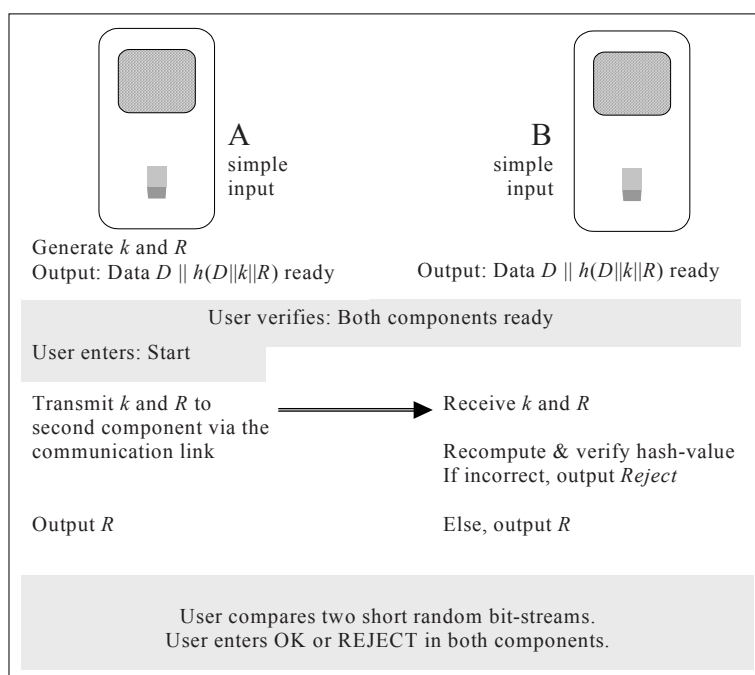 A
simple
input
B
simple
input
Generate k and R
Output: Data D || h(D||k||R) ready
Output: Data D || h(D||k||R) ready
User verifies: Both components ready
User enters: Start
Transmit k and R to
second component via the
communication link
Receive k and R
Recompute & verify hash-value
If incorrect, output Reject
Output R
Else, output R
User compares two short random bit-streams.
User enters OK or REJECT in both components.